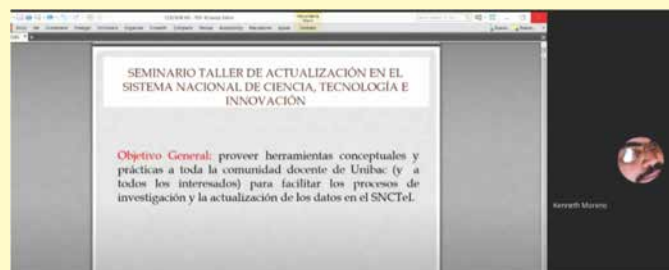 SEMINARIO TALLER DE ACTUALIZACIÓN EN EL
SISTEMA NACIONAL DE CIENCIA, TECNOLOGÍA E
INNOVACIÓN
Objetivo General: proveer herramientas conceptuales y
prácticas a toda la comunidad docente de Unibac (y a
todos los interesados) para facilitar los procesos de
investigación y la actualización de los datos en el SNCTeI.
Kenneth Moreno